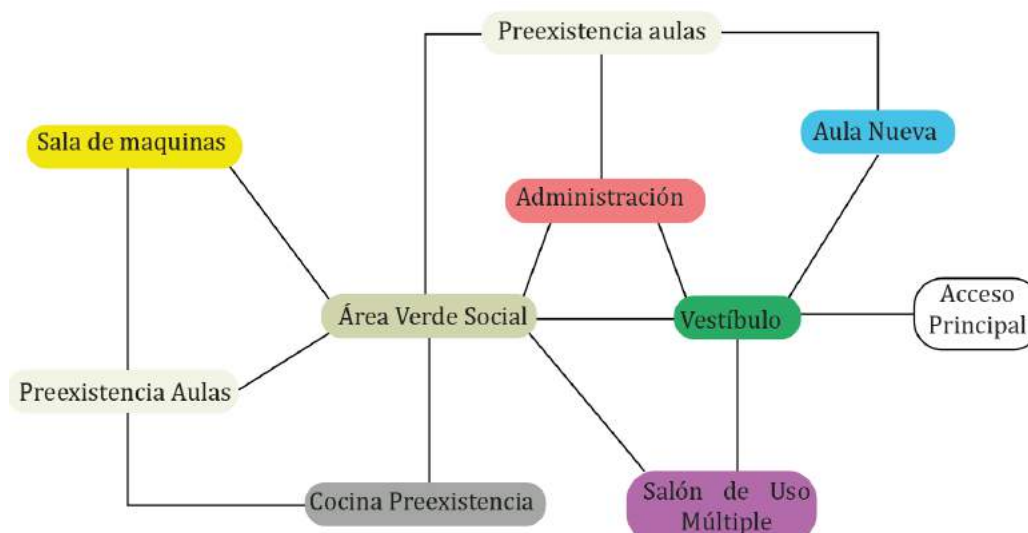 Preexistencia aulas
Sala de maquinas
Aula Nueva
Administración
Área Verde Social
Vestíbulo
Acceso
Principal
Preexistencia Aulas
Cocina Preexistencia
Salón de Uso
Múltiple